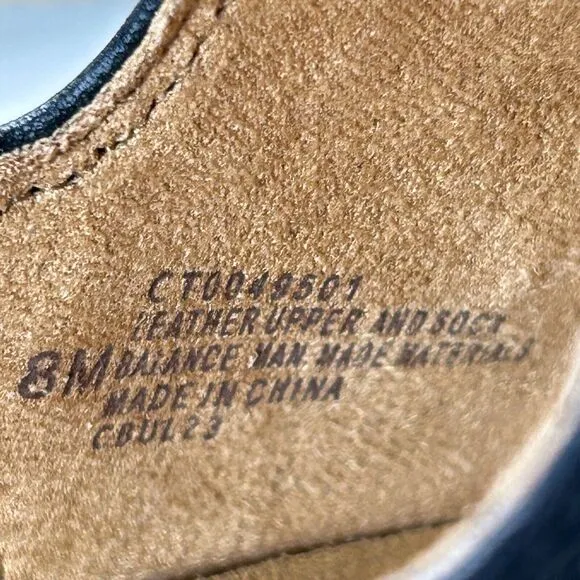 CT0049501
LEATHER UPPER AND SOCK
8M BALANCE MAN MADE MATERIALS
MADE IN CHINA
CBUL23